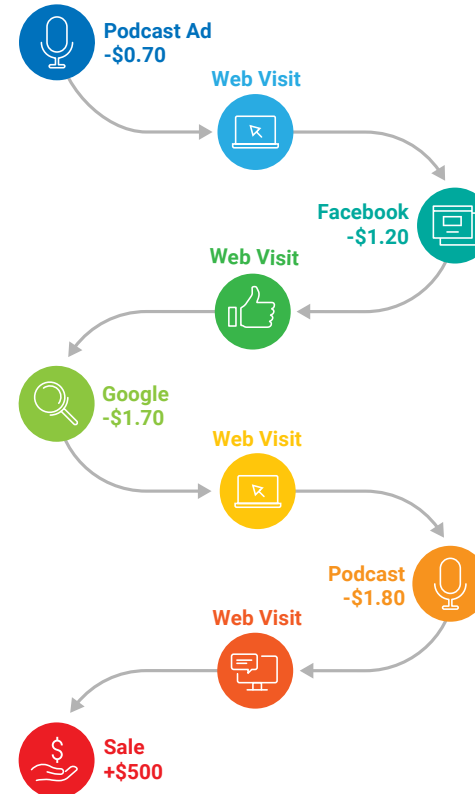 Podcast Ad
-$0.70
Web Visit
Facebook
-$1.20
Web Visit
Google
-$1.70
Web Visit
Podcast
-$1.80
Web Visit
Sale
+$500